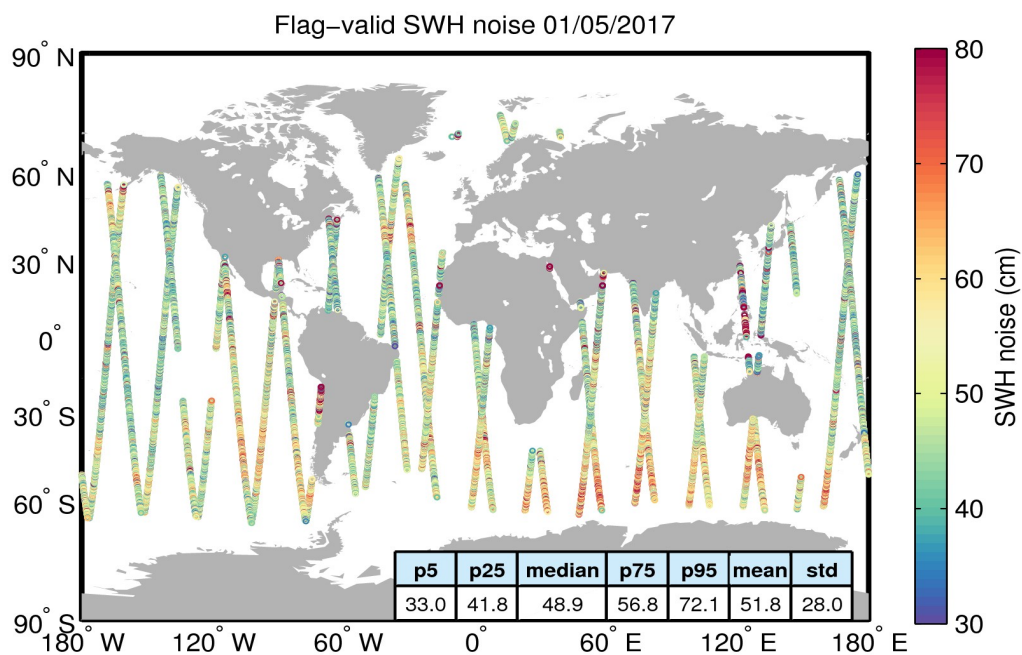 Flag−valid SWH noise 01/05/2017
90° N
60° N
30° N
0°
30° S
60° S
90° S
180° W
120° W
60° W
0°
60° E
120° E
180° E
p5 p25 median p75 p95 mean std
33.0 41.8 48.9 56.8 72.1 51.8 28.0
80
70
60
50
40
30
SWH noise (cm)